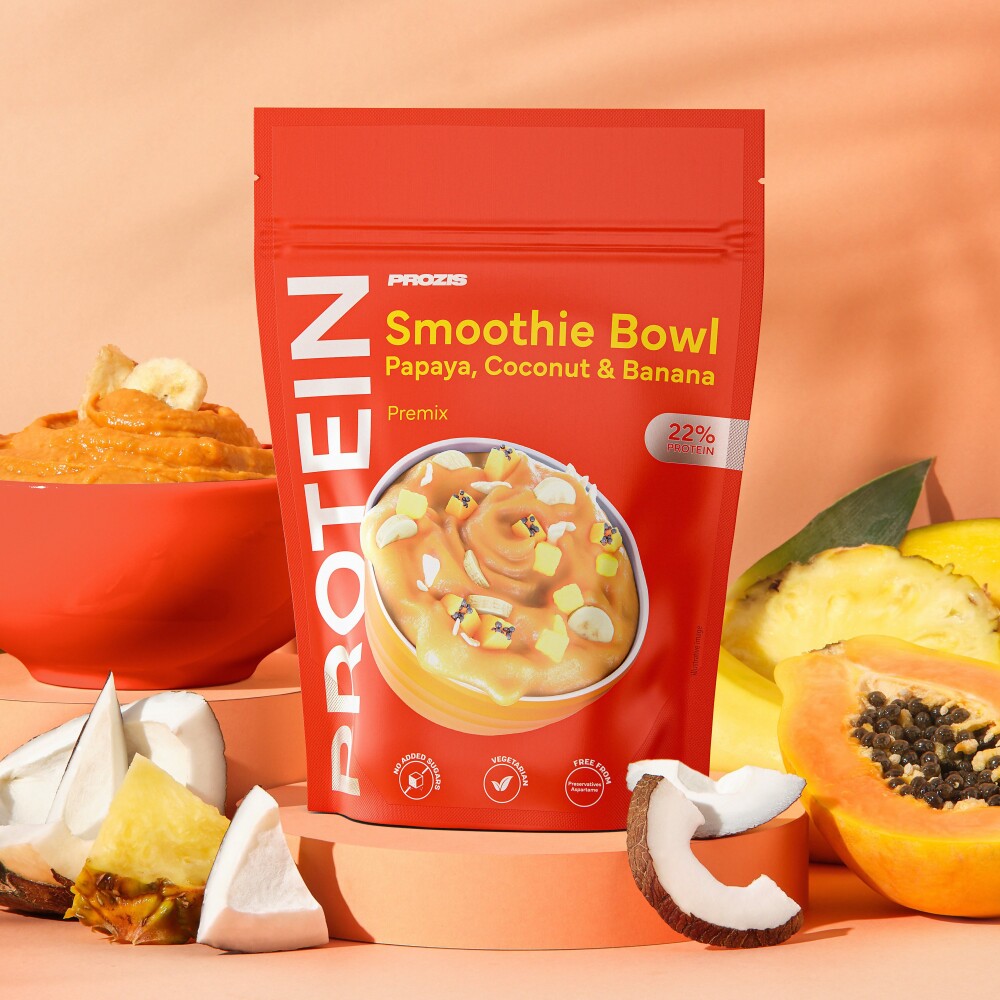 PROTEIN
PROZIS
Smoothie Bowl
Papaya, Coconut & Banana
Premix
22%
PROTEIN
NO ADDED SUGARS
VEGETARIAN
FREE FROM
Preservatives
Aspartame